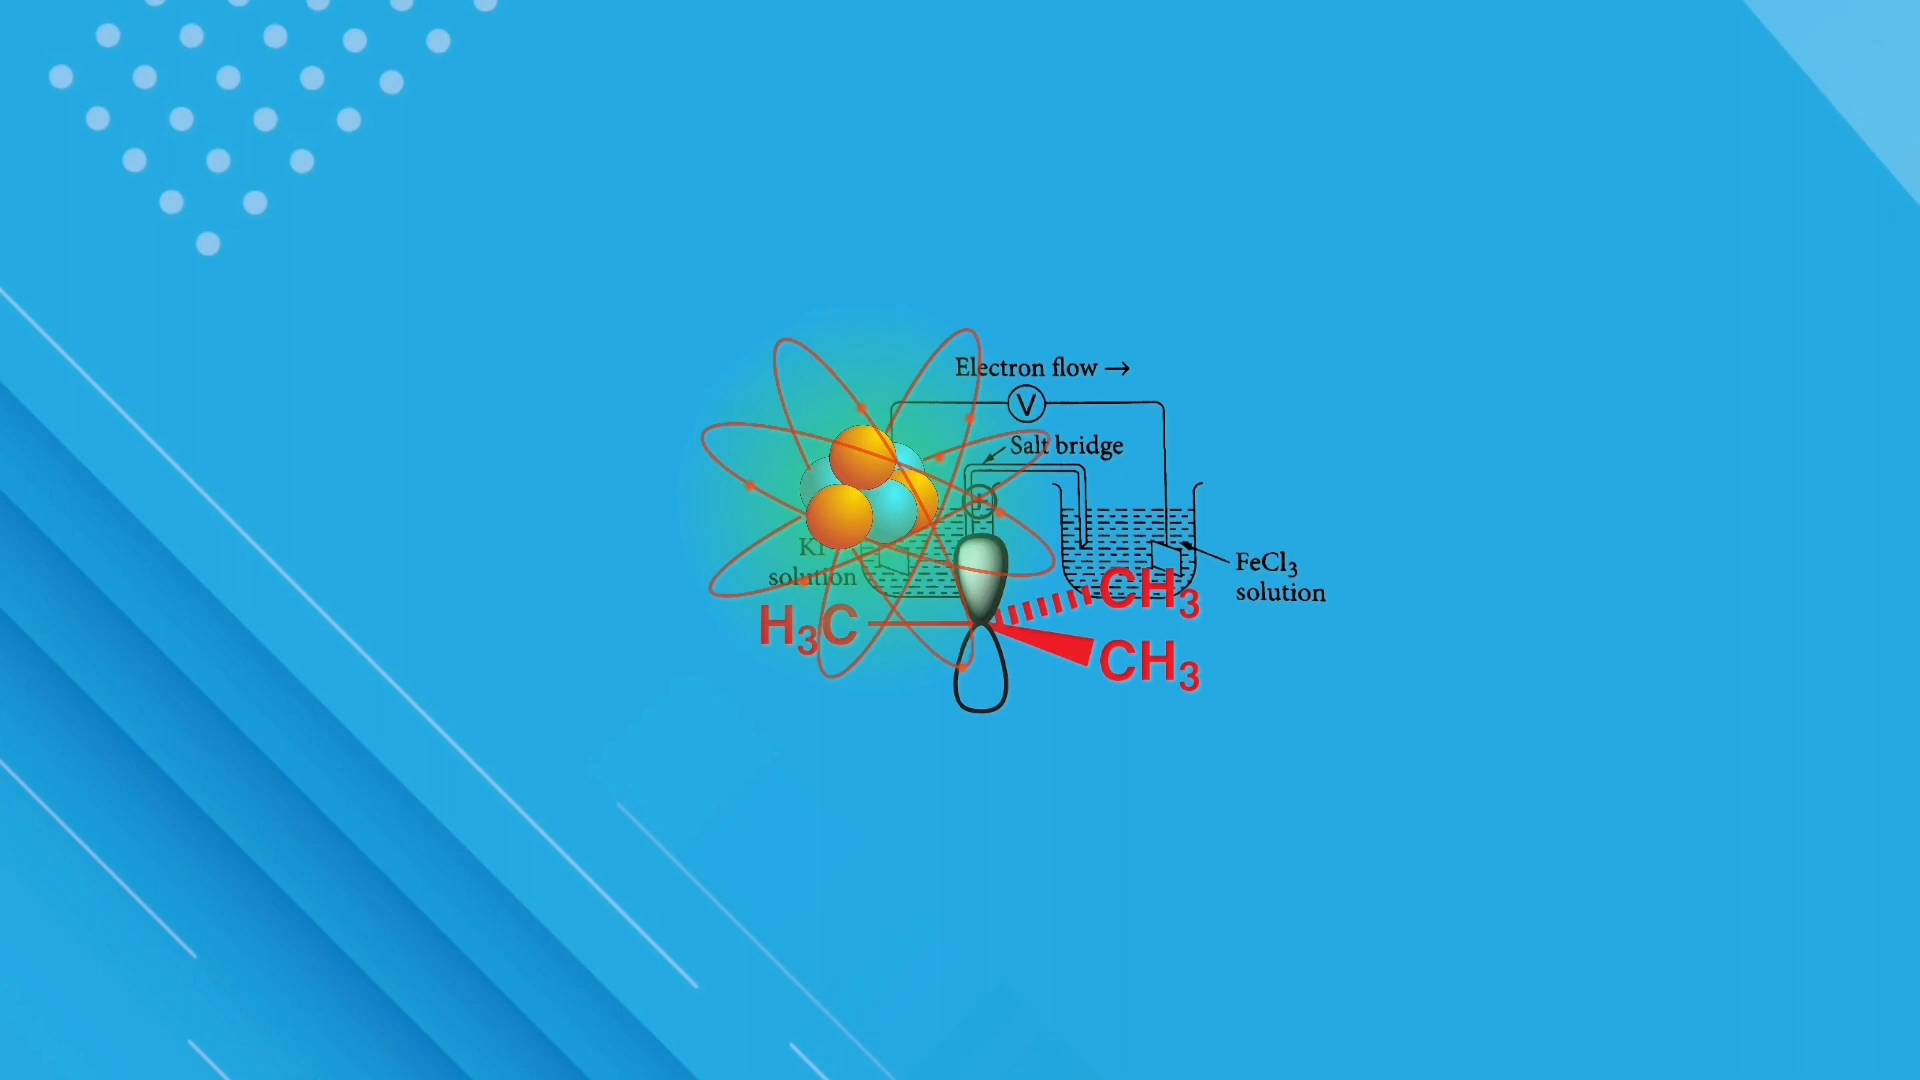 Electron flow →
V
Salt bridge
+
KI
solution
FeCl₃
solution
H₃C
CH₃
CH₃